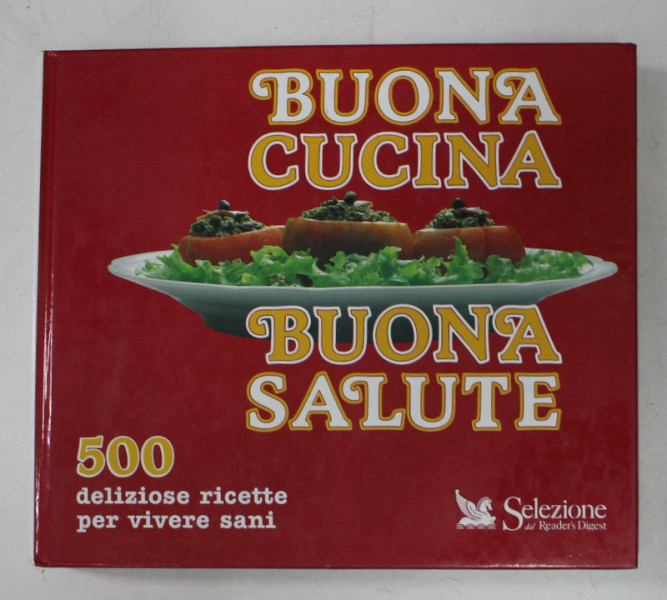 BUONA
CUCINA
BUONA
SALUTE
500
deliziose ricette
per vivere sani
Selezione
dal Reader's Digest